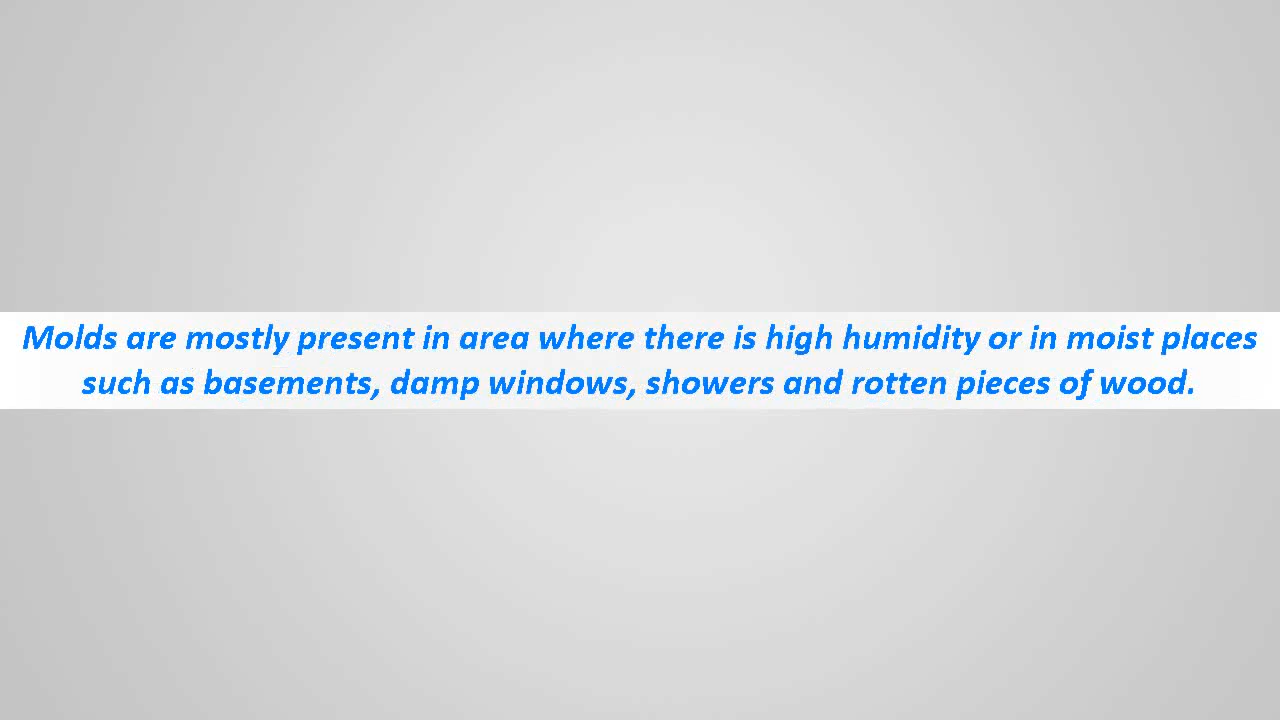 Molds are mostly present in area where there is high humidity or in moist places
such as basements, damp windows, showers and rotten pieces of wood.